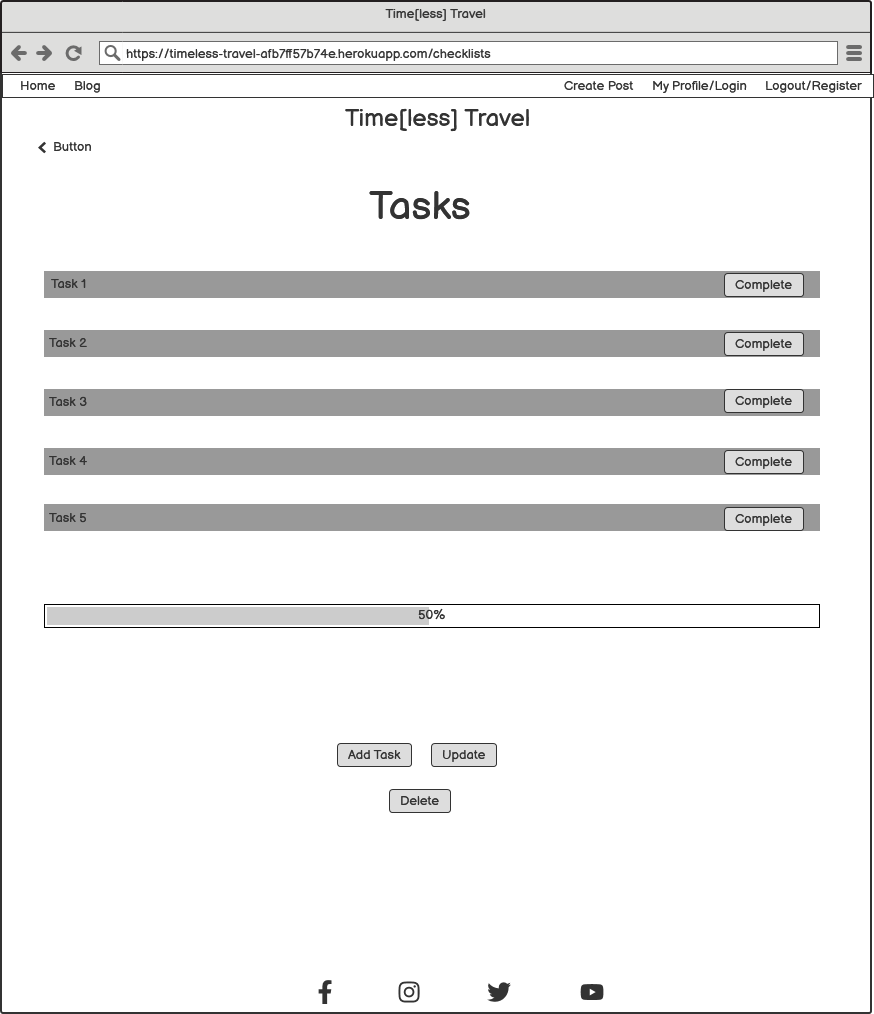 Time[less] Travel
https://timeless-travel-afb7ff57b74e.herokuapp.com/checklists
Home Blog Create Post My Profile/Login Logout/Register
Time[less] Travel
Button
Tasks
Task 1 Complete
Task 2 Complete
Task 3 Complete
Task 4 Complete
Task 5 Complete
50%
Add Task Update
Delete